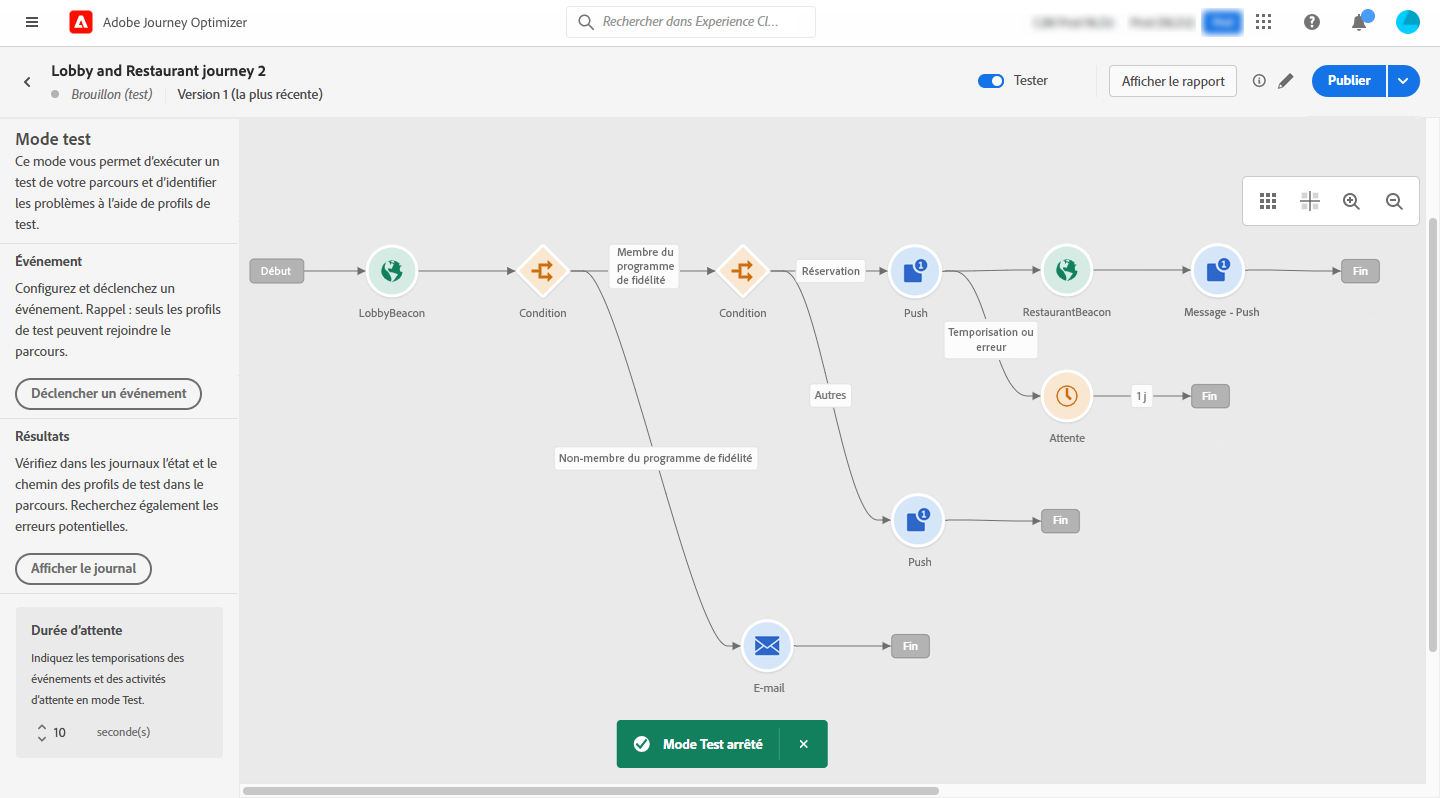 Adobe Journey Optimizer
Rechercher dans Experience Cl...
Lobby and Restaurant journey 2
Brouillon (test)
Version 1 (la plus récente)
Tester
Afficher le rapport
Publier
Mode test
Ce mode vous permet d'exécuter un
test de votre parcours et d'identifier
les problèmes à l'aide de profils de
test.
Événement
Configurez et déclenchez un
événement. Rappel : seuls les profils
de test peuvent rejoindre le
parcours.
Déclencher un événement
Résultats
Vérifiez dans les journaux l'état et le
chemin des profils de test dans le
parcours. Recherchez également les
erreurs potentielles.
Afficher le journal
Durée d'attente
Indiquez les temporisations des
événements et des activités
d'attente en mode Test.
10 seconde(s)
Début
LobbyBeacon
Condition
Membre du
programme
de fidélité
Condition
Réservation
1
Push
RestaurantBeacon
1
Message - Push
Fin
Temporisation ou
erreur
Attente
1 j
Fin
Autres
Non-membre du programme de fidélité
1
Push
Fin
E-mail
Fin
Mode Test arrêté